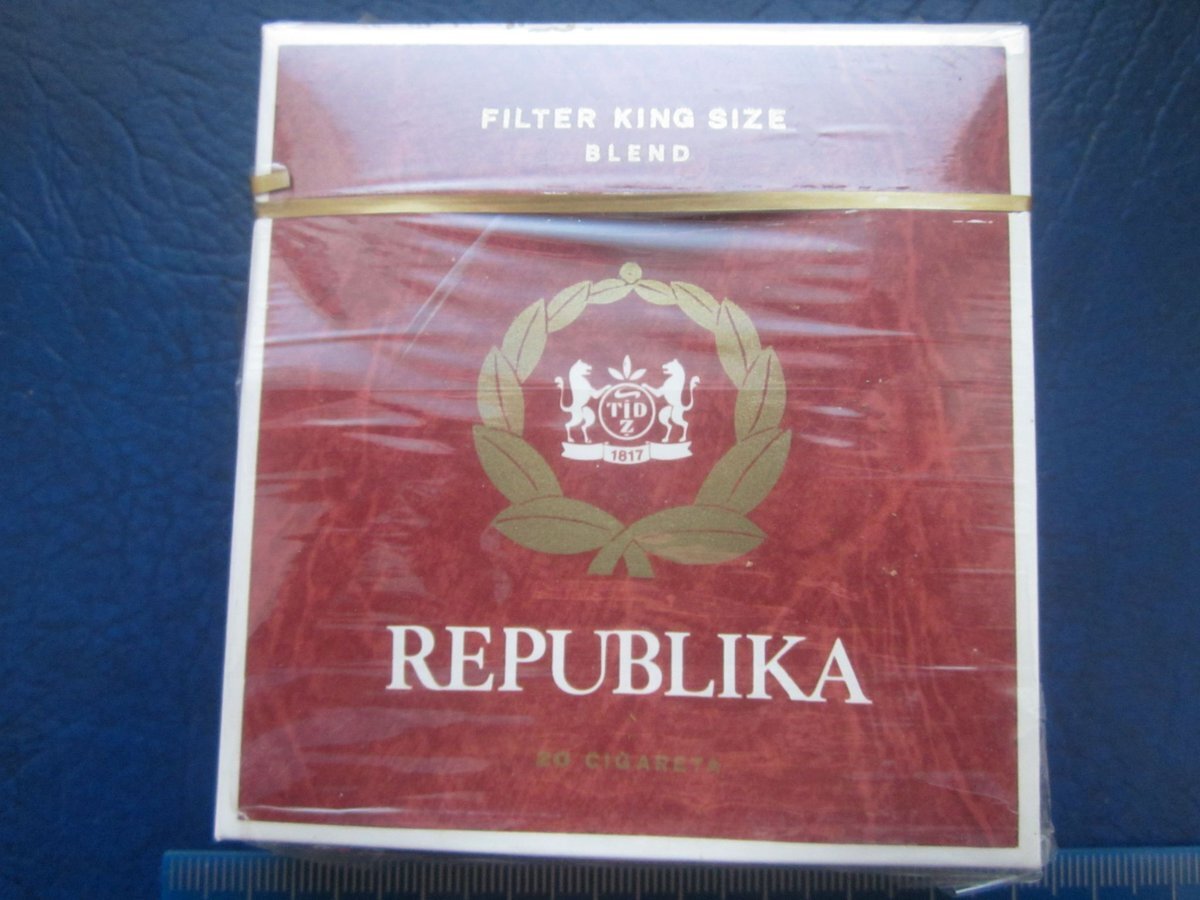 FILTER KING SIZE
BLEND
TID
Z
1817
REPUBLIKA
20 CIGARETA